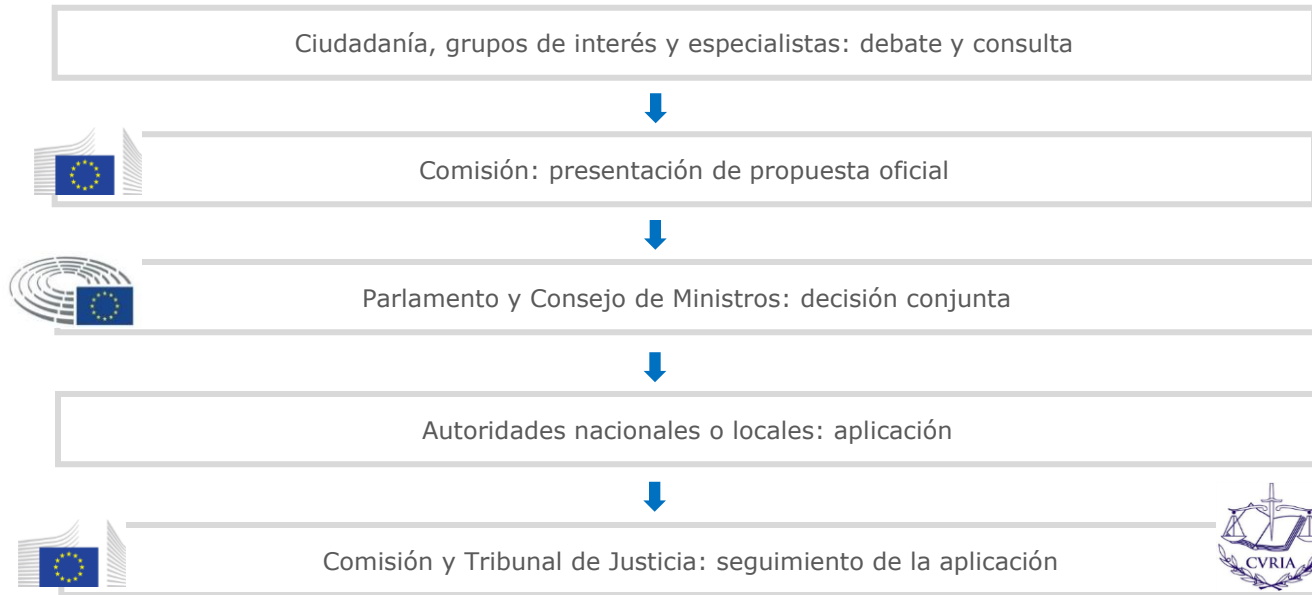 Ciudadanía, grupos de interés y especialistas: debate y consulta
Comisión: presentación de propuesta oficial
Parlamento y Consejo de Ministros: decisión conjunta
Autoridades nacionales o locales: aplicación
Comisión y Tribunal de Justicia: seguimiento de la aplicación
CVRIA